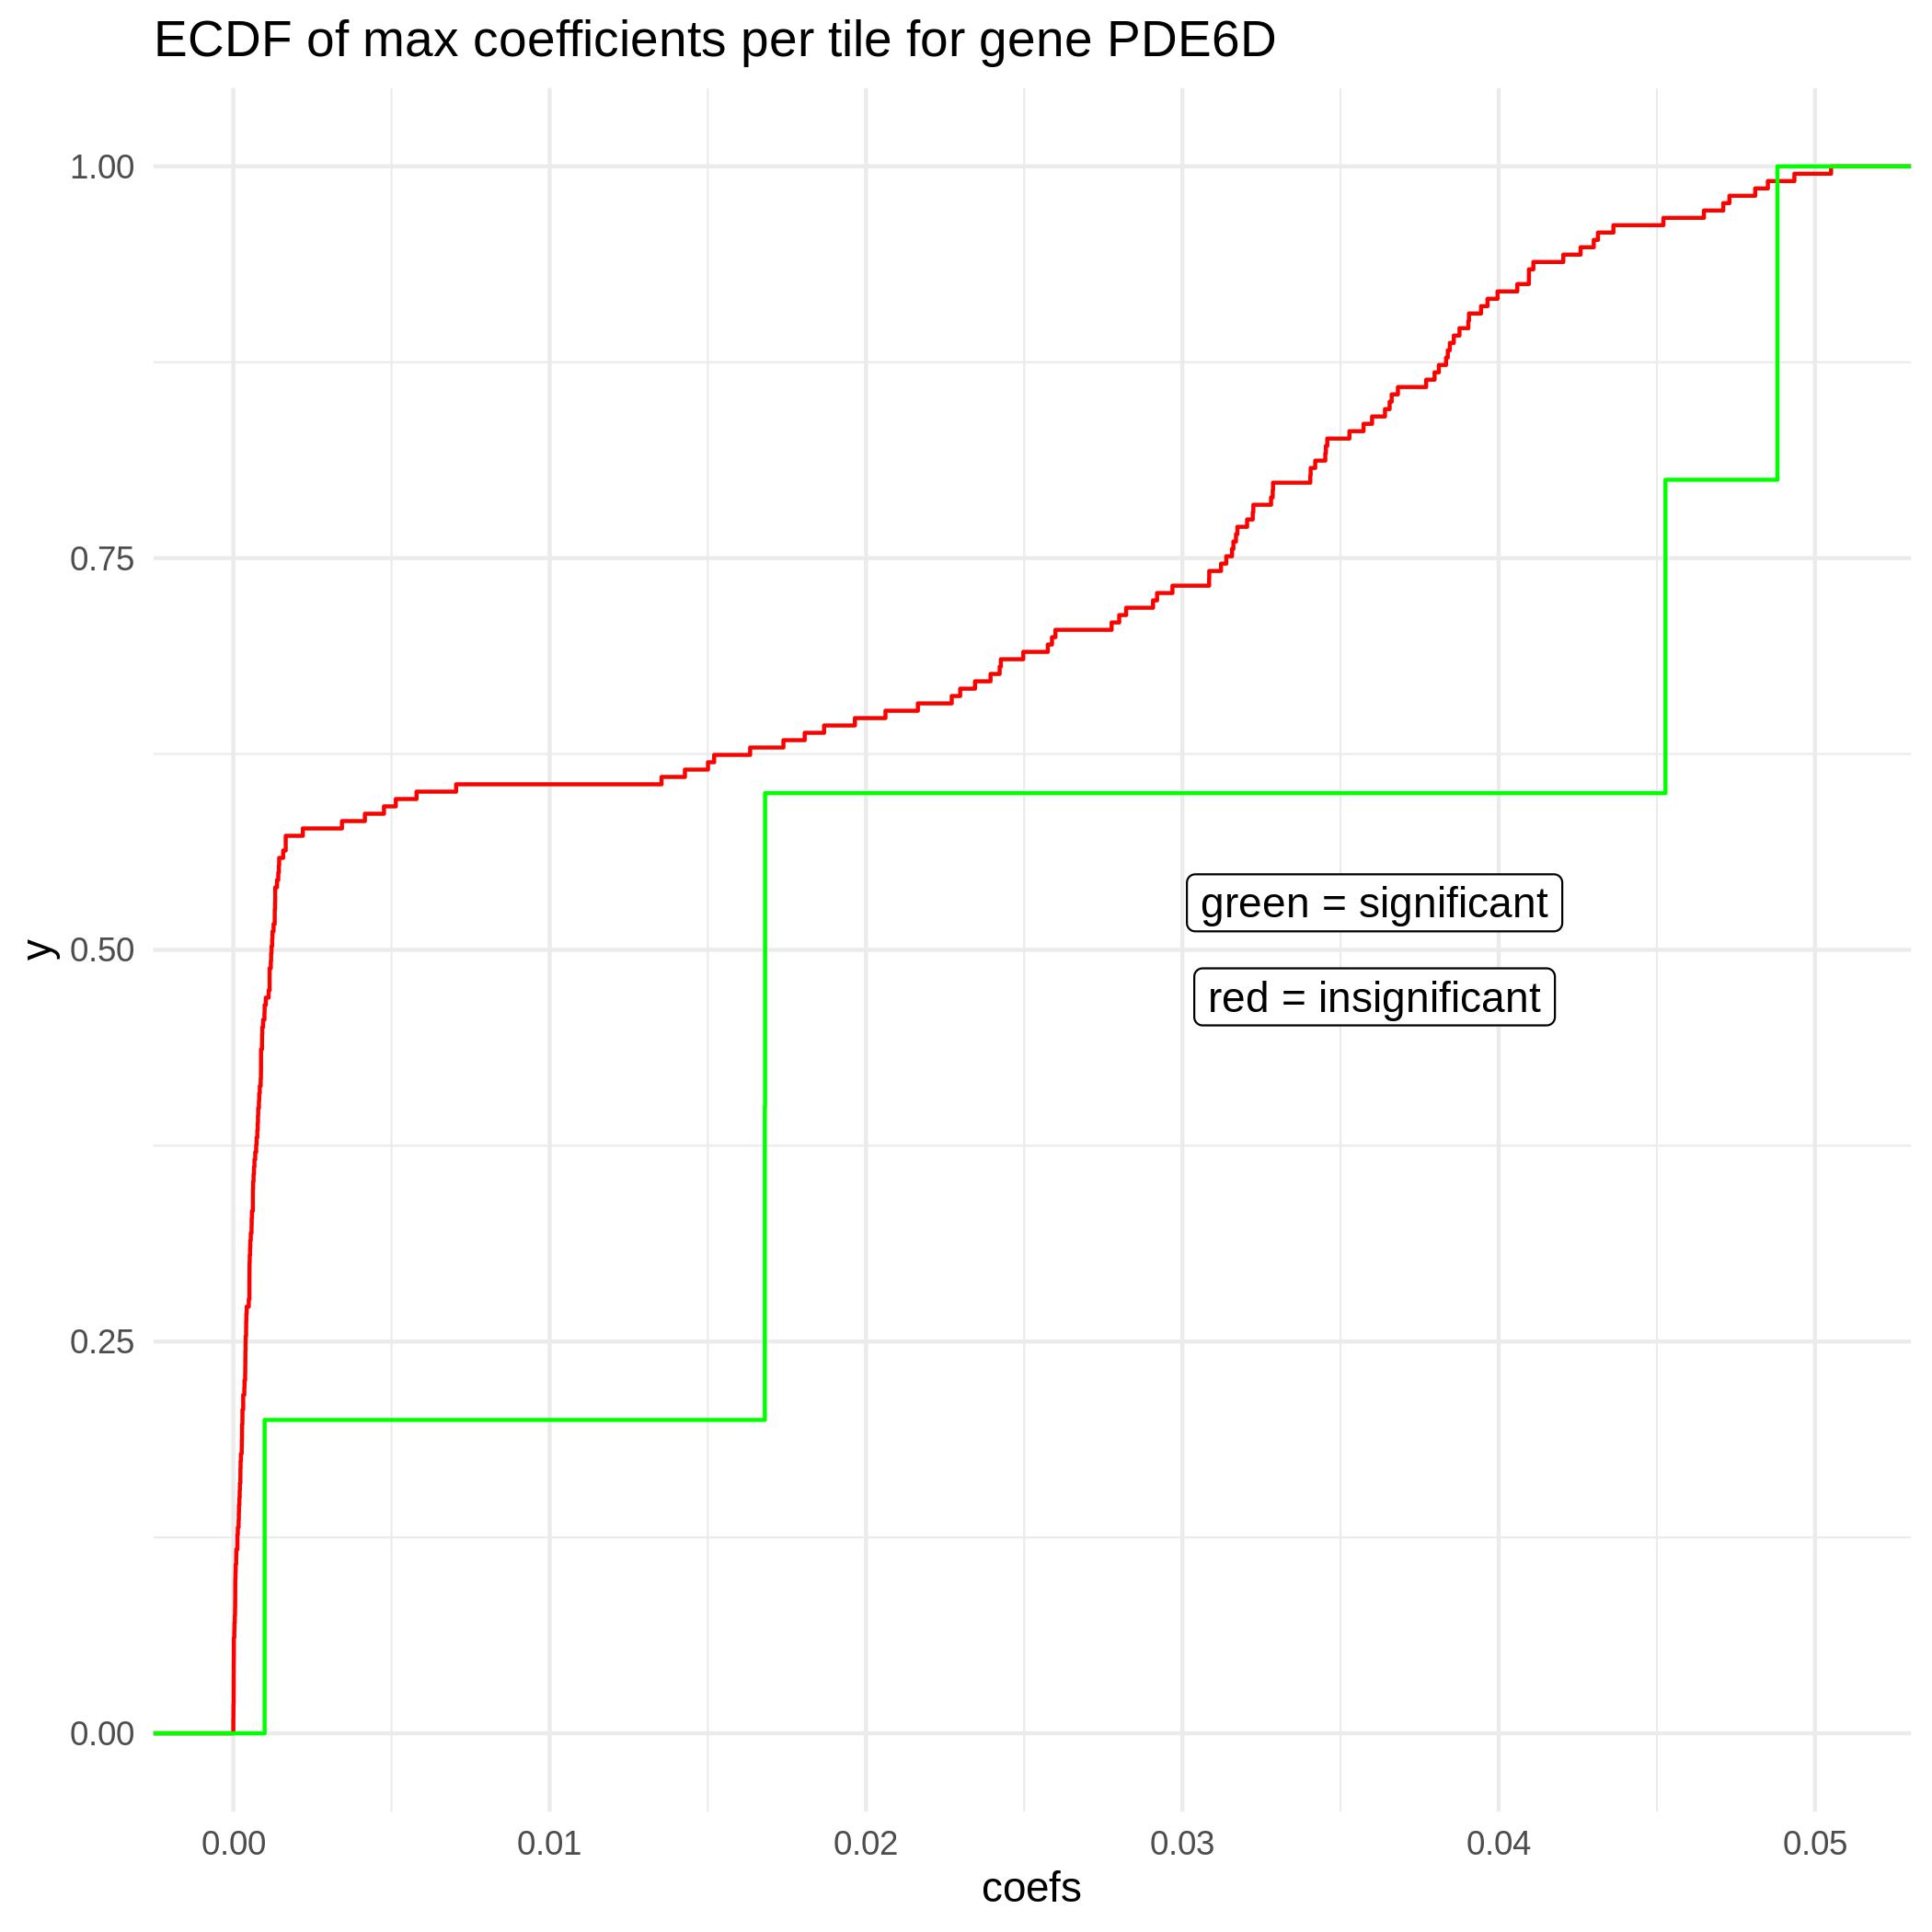 ECDF of max coefficients per tile for gene PDE6D
1.00
0.75
0.50
0.25
0.00
y
green = significant
red = insignificant
0.00 0.01 0.02 0.03 0.04 0.05
coefs